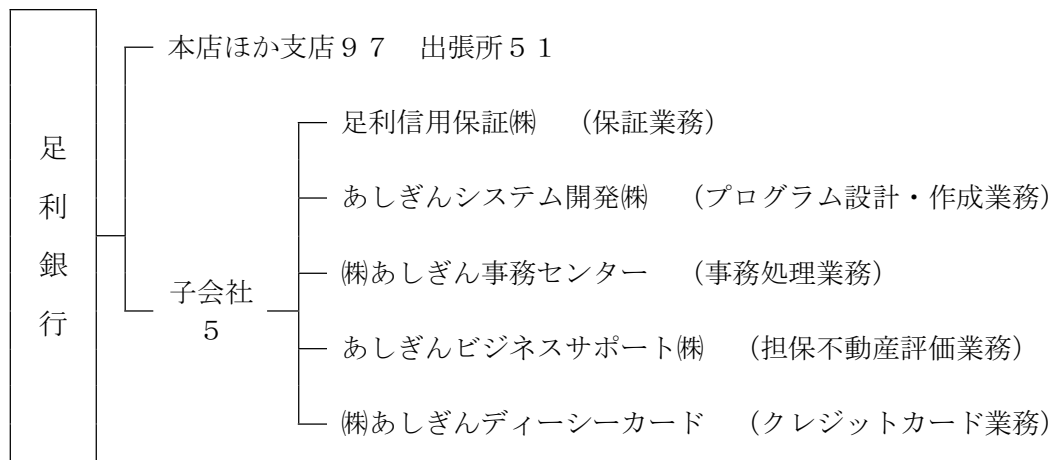 足利銀行
本店ほか支店９７　出張所５１
子会社
５
足利信用保証㈱　（保証業務）
あしぎんシステム開発㈱　（プログラム設計・作成業務）
㈱あしぎん事務センター　（事務処理業務）
あしぎんビジネスサポート㈱　（担保不動産評価業務）
㈱あしぎんディーシーカード　（クレジットカード業務）